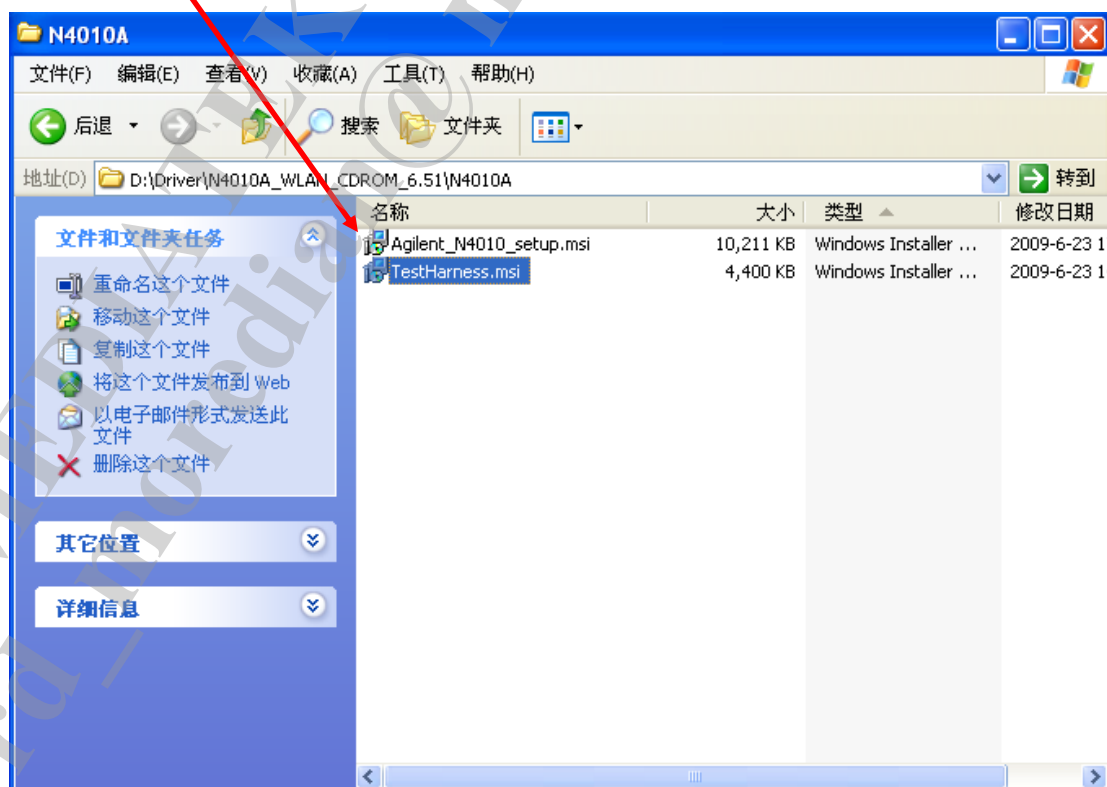 N4010A
文件(F) 编辑(E) 查看(V) 收藏(A) 工具(T) 帮助(H)
后退 搜索 文件夹
地址(D) D:\Driver\N4010A_WLAN_CDROM_6.51\N4010A 转到
名称 大小 类型 修改日期
Agilent_N4010_setup.msi 10,211 KB Windows Installer ... 2009-6-23 1
TestHarness.msi 4,400 KB Windows Installer ... 2009-6-23 1
文件和文件夹任务
重命名这个文件
移动这个文件
复制这个文件
将这个文件发布到 Web
以电子邮件形式发送此
文件
删除这个文件
其它位置
详细信息